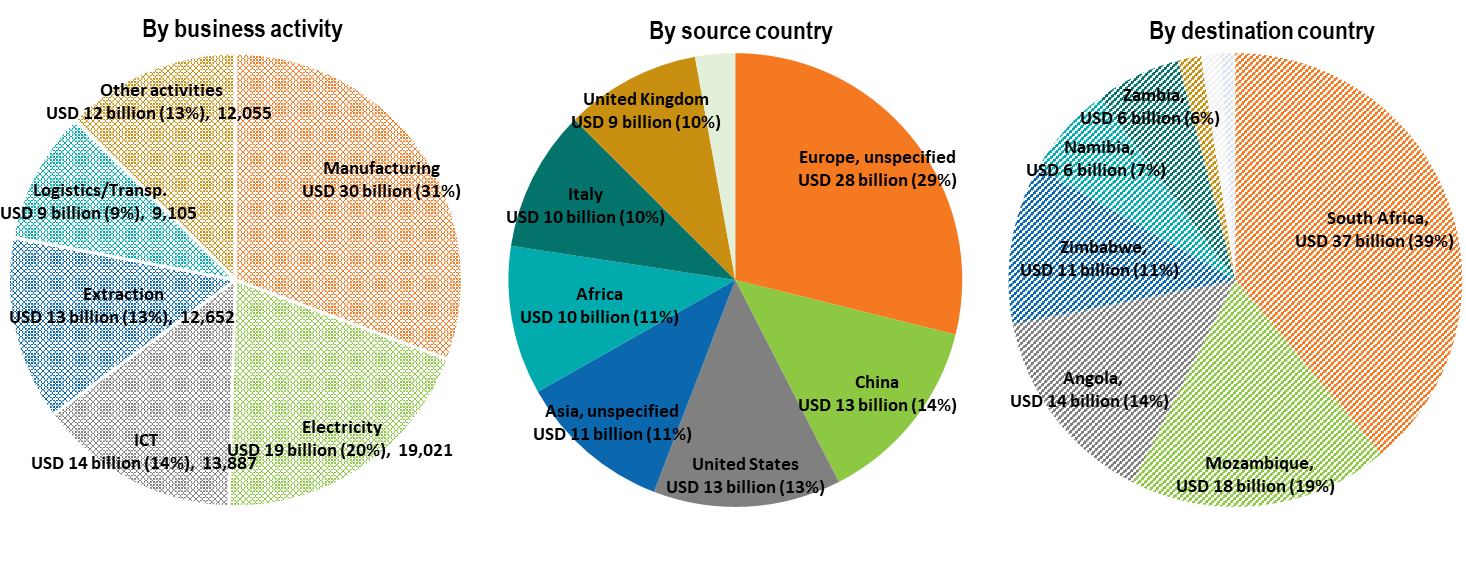 By business activity
Other activities
USD 12 billion (13%), 12,055
Manufacturing
USD 30 billion (31%)
Logistics/Transp.
USD 9 billion (9%), 9,105
Extraction
USD 13 billion (13%), 12,652
ICT
USD 14 billion (14%), 13,887
Electricity
USD 19 billion (20%), 19,021
By source country
United Kingdom
USD 9 billion (10%)
Europe, unspecified
USD 28 billion (29%)
Italy
USD 10 billion (10%)
Africa
USD 10 billion (11%)
China
USD 13 billion (14%)
Asia, unspecified
USD 11 billion (11%)
United States
USD 13 billion (13%)
By destination country
Zambia,
USD 6 billion (6%)
Namibia,
USD 6 billion (7%)
South Africa,
USD 37 billion (39%)
Zimbabwe,
USD 11 billion (11%)
Angola,
USD 14 billion (14%)
Mozambique,
USD 18 billion (19%)